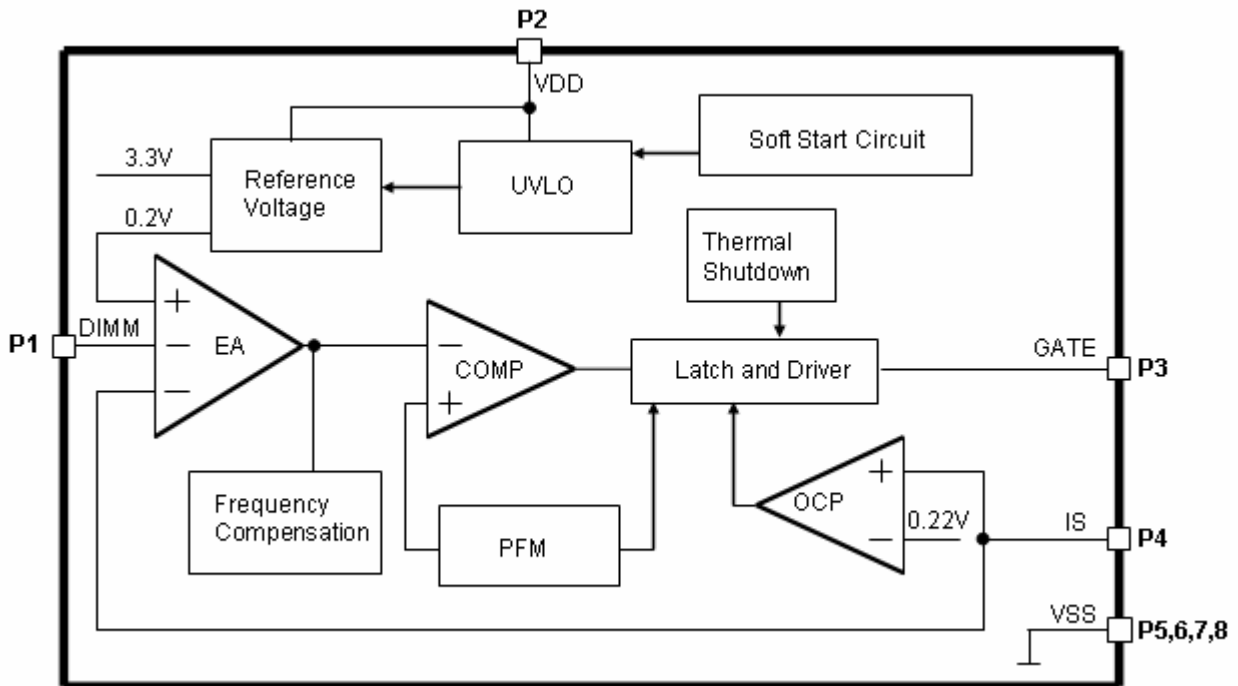 P2
VDD
Soft Start Circuit
3.3V
Reference
Voltage
UVLO
0.2V
Thermal
Shutdown
+
P1
DIMM
−
EA
−
GATE
−
COMP
Latch and Driver
P3
+
+
OCP
Frequency
Compensation
0.22V
IS
PFM
−
P4
VSS
P5,6,7,8